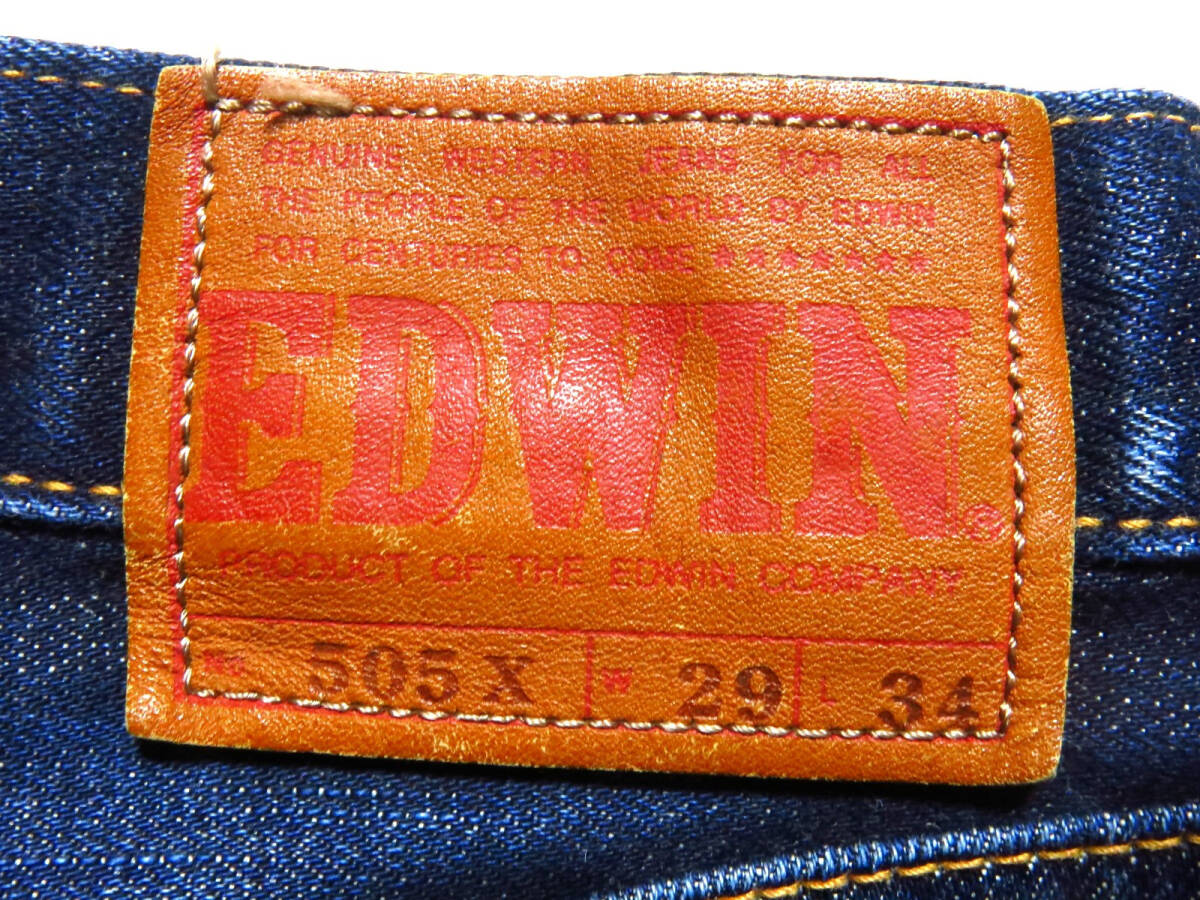 GENUINE WESTERN JEANS FOR ALL
THE PEOPLE OF THE WORLD BY EDWIN
FOR CENTURIES TO COME ★★★★★★★
EDWIN®
PRODUCT OF THE EDWIN COMPANY
NO 505X W 29 L 34